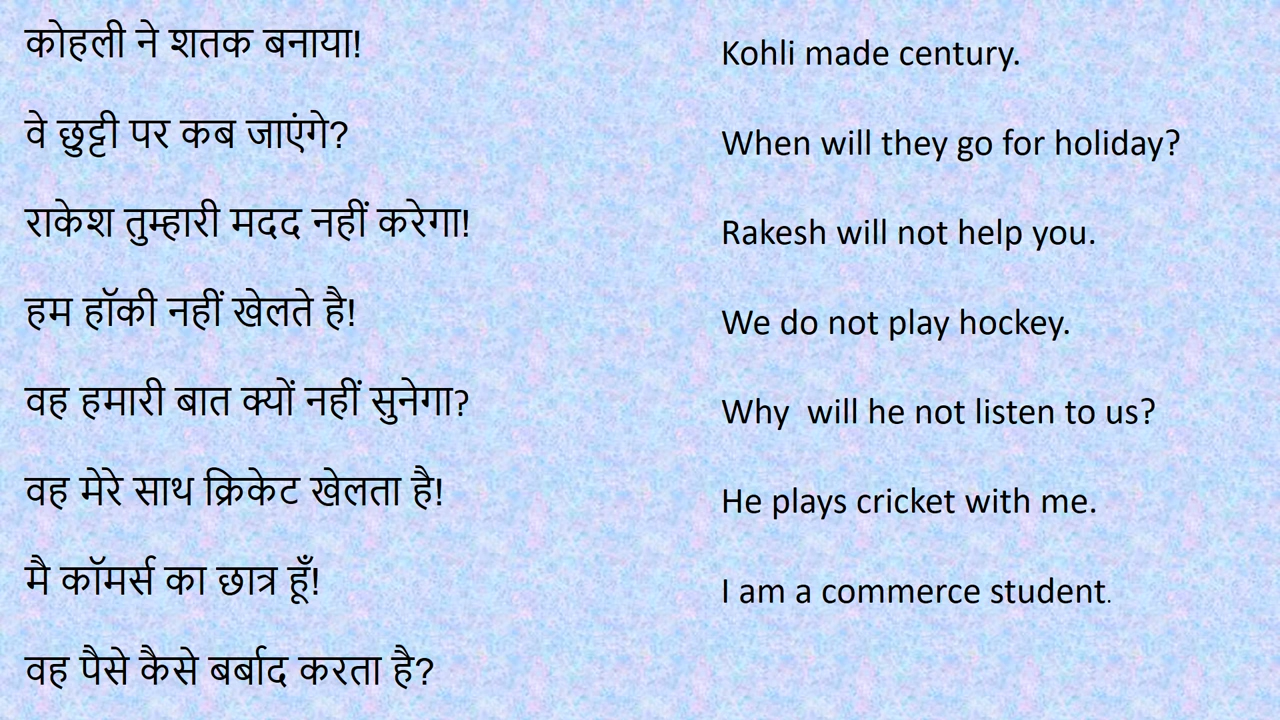 कोहली ने शतक बनाया!
Kohli made century.
वे छुट्टी पर कब जाएंगे?
When will they go for holiday?
राकेश तुम्हारी मदद नहीं करेगा!
Rakesh will not help you.
हम हॉकी नहीं खेलते है!
We do not play hockey.
वह हमारी बात क्यों नहीं सुनेगा?
Why  will he not listen to us?
वह मेरे साथ क्रिकेट खेलता है!
He plays cricket with me.
मै कॉमर्स का छात्र हूँ!
I am a commerce student.
वह पैसे कैसे बर्बाद करता है?